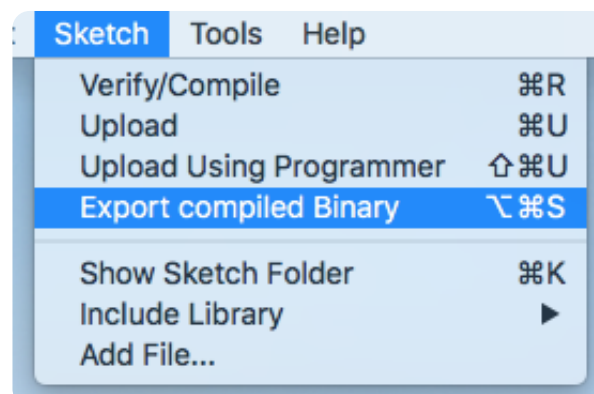 Sketch Tools Help
Verify/Compile ⌘R
Upload ⌘U
Upload Using Programmer ⇧⌘U
Export compiled Binary ⌥⌘S
Show Sketch Folder ⌘K
Include Library ▶
Add File...